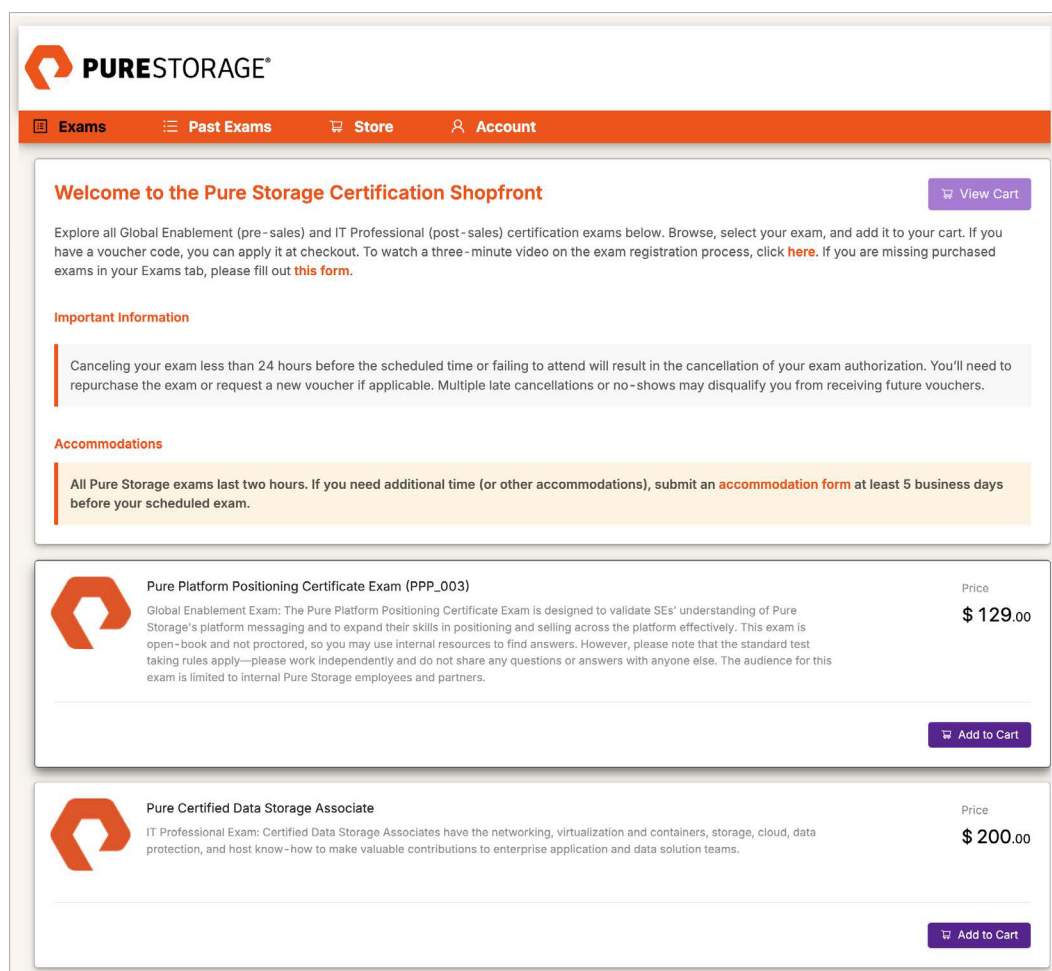 PURESTORAGE®
Exams Past Exams Store Account
Welcome to the Pure Storage Certification Shopfront
View Cart
Explore all Global Enablement (pre-sales) and IT Professional (post-sales) certification exams below. Browse, select your exam, and add it to your cart. If you
have a voucher code, you can apply it at checkout. To watch a three-minute video on the exam registration process, click here. If you are missing purchased
exams in your Exams tab, please fill out this form.
Important Information
Canceling your exam less than 24 hours before the scheduled time or failing to attend will result in the cancellation of your exam authorization. You’ll need to
repurchase the exam or request a new voucher if applicable. Multiple late cancellations or no-shows may disqualify you from receiving future vouchers.
Accommodations
All Pure Storage exams last two hours. If you need additional time (or other accommodations), submit an accommodation form at least 5 business days
before your scheduled exam.
Pure Platform Positioning Certificate Exam (PPP_003)
Price
$ 129.00
Global Enablement Exam: The Pure Platform Positioning Certificate Exam is designed to validate SEs' understanding of Pure
Storage's platform messaging and to expand their skills in positioning and selling across the platform effectively. This exam is
open-book and not proctored, so you may use internal resources to find answers. However, please note that the standard test
taking rules apply—please work independently and do not share any questions or answers with anyone else. The audience for this
exam is limited to internal Pure Storage employees and partners.
Add to Cart
Pure Certified Data Storage Associate
Price
$ 200.00
IT Professional Exam: Certified Data Storage Associates have the networking, virtualization and containers, storage, cloud, data
protection, and host know-how to make valuable contributions to enterprise application and data solution teams.
Add to Cart